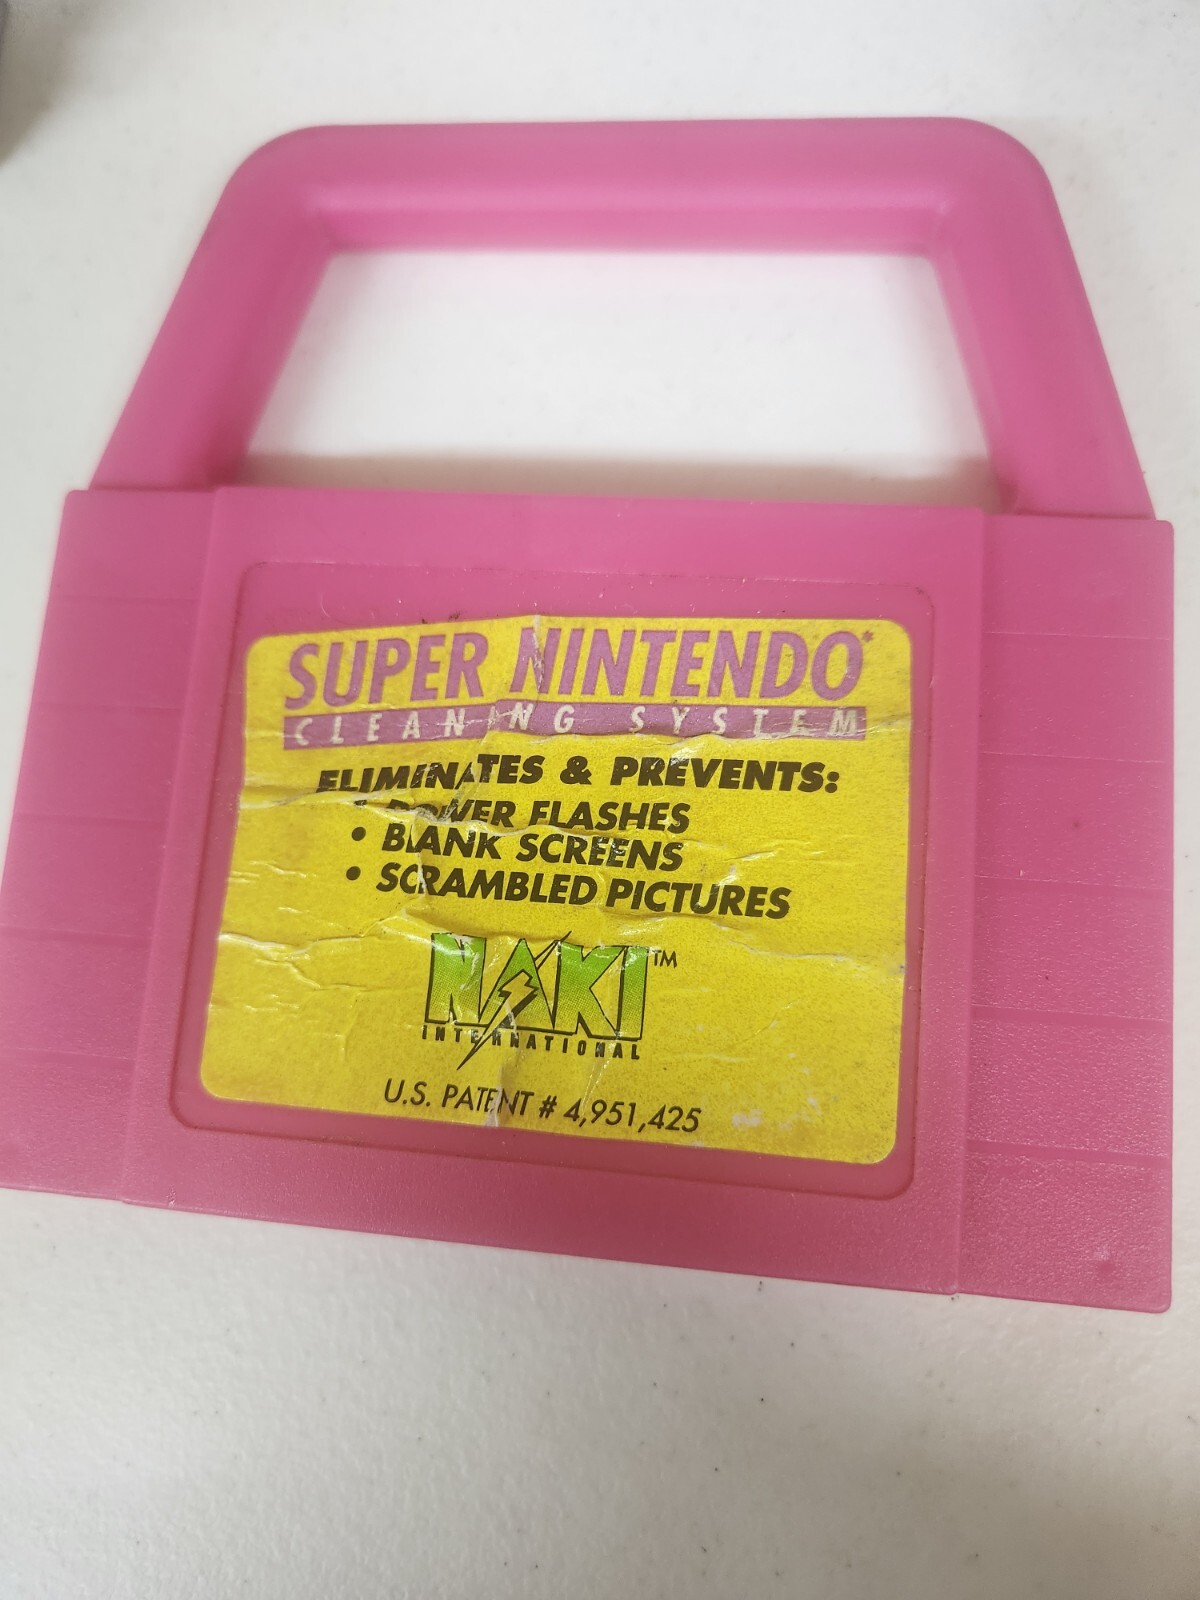 SUPER NINTENDO*
CLEANING SYSTEM
ELIMINATES & PREVENTS:
• POWER FLASHES
• BLANK SCREENS
• SCRAMBLED PICTURES
NAKI™
INTERNATIONAL
U.S. PATENT # 4,951,425